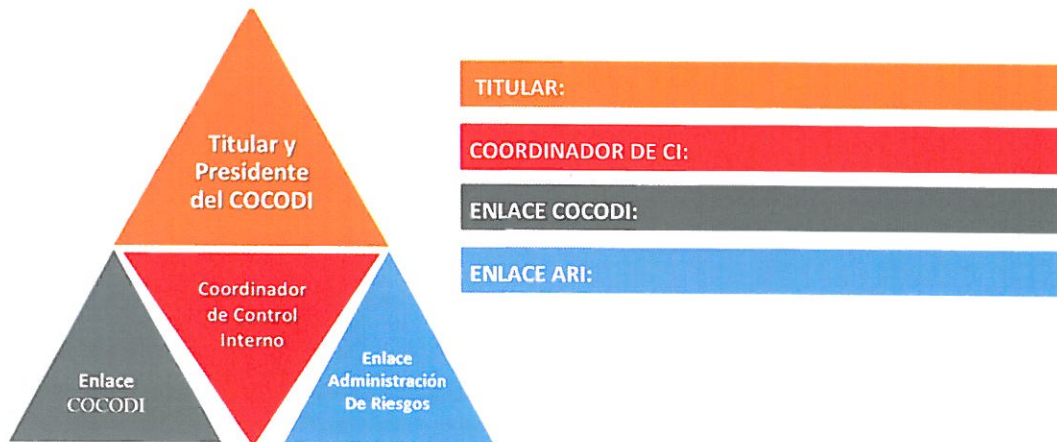 Titular y
Presidente
del COCODI
Coordinador
de Control
Interno
Enlace
COCODI
Enlace
Administración
De Riesgos
TITULAR:
COORDINADOR DE CI:
ENLACE COCODI:
ENLACE ARI: